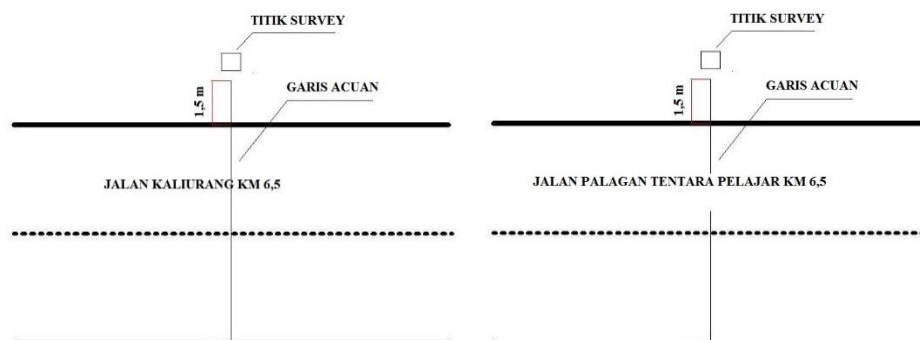 TITIK SURVEY
GARIS ACUAN
1,5 m
JALAN KALIURANG KM 6,5
TITIK SURVEY
GARIS ACUAN
1,5 m
JALAN PALAGAN TENTARA PELAJAR KM 6,5